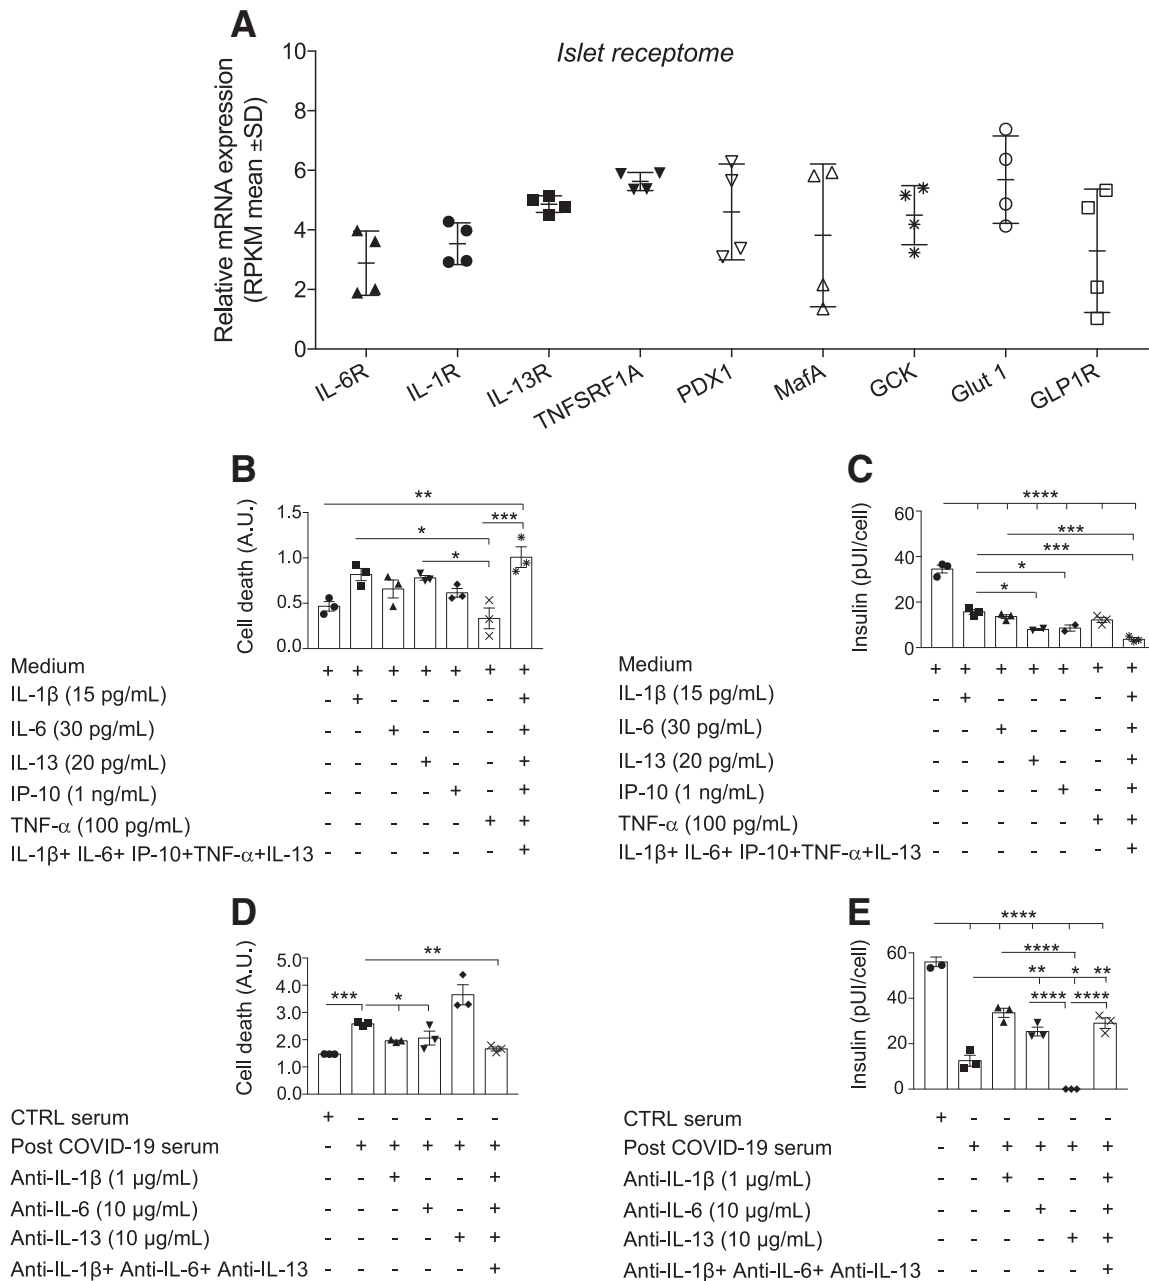 A
Islet receptome
Relative mRNA expression
(RPKM mean ±SD)
10
8
6
4
2
0
IL-6R
IL-1R
IL-13R
TNFSRF1A
PDX1
MafA
GCK
Glut 1
GLP1R
B
Cell death (A.U.)
1.5
1.0
0.5
0.0
**
*
***
*
Medium + + + + + + +
IL-1β (15 pg/mL) - + - - - - +
IL-6 (30 pg/mL) - - + - - - +
IL-13 (20 pg/mL) - - - + - - +
IP-10 (1 ng/mL) - - - - + - +
TNF-α (100 pg/mL) - - - - - + +
IL-1β+ IL-6+ IP-10+TNF-α+IL-13 - - - - - - +
C
Insulin (pUI/cell)
60
40
20
0
****
***
***
*
*
Medium + + + + + + +
IL-1β (15 pg/mL) - + - - - - +
IL-6 (30 pg/mL) - - + - - - +
IL-13 (20 pg/mL) - - - + - - +
IP-10 (1 ng/mL) - - - - + - +
TNF-α (100 pg/mL) - - - - - + +
IL-1β+ IL-6+ IP-10+TNF-α+IL-13 - - - - - - +
D
Cell death (A.U.)
5.0
4.0
3.0
2.0
1.0
0.0
**
*** *
CTRL serum + - - - - -
Post COVID-19 serum - + + + + +
Anti-IL-1β (1 µg/mL) - - + - - +
Anti-IL-6 (10 µg/mL) - - - + - +
Anti-IL-13 (10 µg/mL) - - - - + +
Anti-IL-1β+ Anti-IL-6+ Anti-IL-13 - - - - - +
E
Insulin (pUI/cell)
60
40
20
0
****
****
** * **
**** ****
CTRL serum + - - - - -
Post COVID-19 serum - + + + + +
Anti-IL-1β (1 µg/mL) - - + - - +
Anti-IL-6 (10 µg/mL) - - - + - +
Anti-IL-13 (10 µg/mL) - - - - + +
Anti-IL-1β+ Anti-IL-6+ Anti-IL-13 - - - - - +